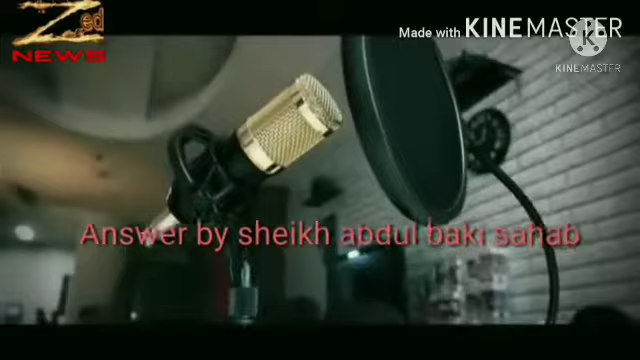 Zed
NEWS
Made with KINEMASTER
KINEMASTER
Answer by sheikh abdul baki sahab